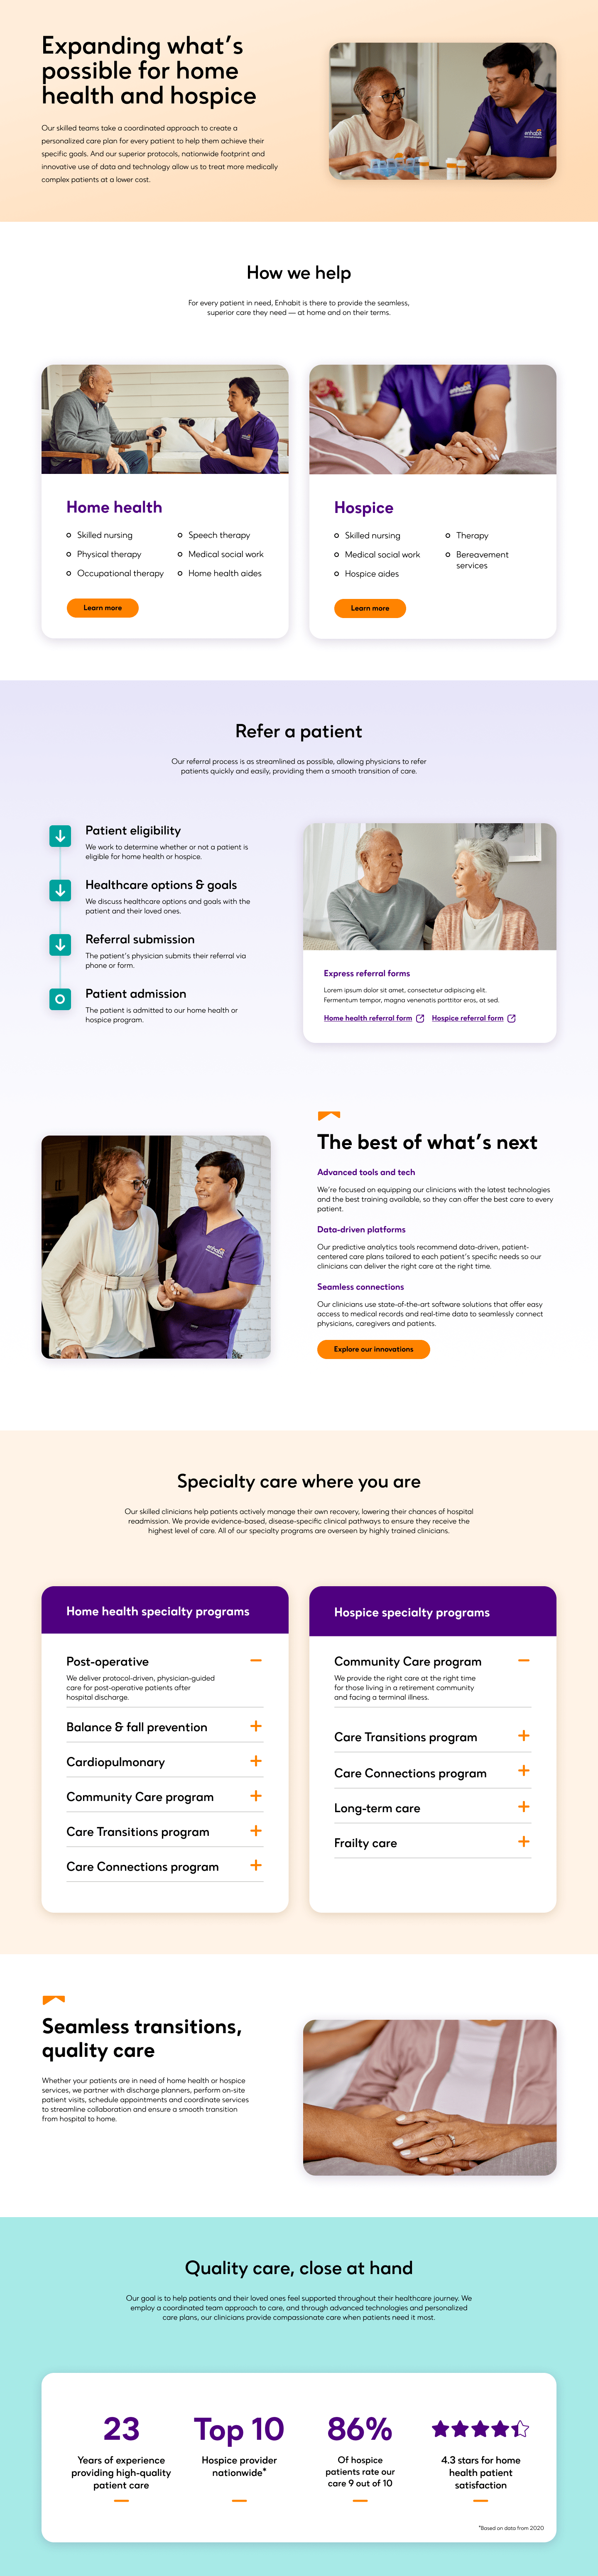 Expanding what's
possible for home
health and hospice
Our skilled teams take a coordinated approach to create a
personalized care plan for every patient to help them achieve their
specific goals. And our superior protocols, nationwide footprint and
innovative use of data and technology allow us to treat more medically
complex patients at a lower cost.
enhabit
How we help
For every patient in need, Enhabit is there to provide the seamless,
superior care they need — at home and on their terms.
enhabit
Home health
Skilled nursing
Physical therapy
Occupational therapy
Speech therapy
Medical social work
Home health aides
Learn more
enhabit
Hospice
Skilled nursing
Medical social work
Hospice aides
Therapy
Bereavement
services
Learn more
Refer a patient
Our referral process is as streamlined as possible, allowing physicians to refer
patients quickly and easily, providing them a smooth transition of care.
Patient eligibility
We work to determine whether or not a patient is
eligible for home health or hospice.
Healthcare options & goals
We discuss healthcare options and goals with the
patient and their loved ones.
Referral submission
The patient's physician submits their referral via
phone or form.
Patient admission
The patient is admitted to our home health or
hospice program.
Express referral forms
Lorem ipsum dolor sit amet, consectetur adipiscing elit.
Fermentum tempor, magna venenatis porttitor eros, at sed.
Home health referral form
Hospice referral form
enhabit
The best of what's next
Advanced tools and tech
We're focused on equipping our clinicians with the latest technologies
and the best training available, so they can offer the best care to every
patient.
Data-driven platforms
Our predictive analytics tools recommend data-driven, patient-
centered care plans tailored to each patient's specific needs so our
clinicians can deliver the right care at the right time.
Seamless connections
Our clinicians use state-of-the-art software solutions that offer easy
access to medical records and real-time data to seamlessly connect
physicians, caregivers and patients.
Explore our innovations
Specialty care where you are
Our skilled clinicians help patients actively manage their own recovery, lowering their chances of hospital
readmission. We provide evidence-based, disease-specific clinical pathways to ensure they receive the
highest level of care. All of our specialty programs are overseen by highly trained clinicians.
Home health specialty programs
Post-operative
We deliver protocol-driven, physician-guided
care for post-operative patients after
hospital discharge.
Balance & fall prevention
Cardiopulmonary
Community Care program
Care Transitions program
Care Connections program
Hospice specialty programs
Community Care program
We provide the right care at the right time
for those living in a retirement community
and facing a terminal illness.
Care Transitions program
Care Connections program
Long-term care
Frailty care
Seamless transitions,
quality care
Whether your patients are in need of home health or hospice
services, we partner with discharge planners, perform on-site
patient visits, schedule appointments and coordinate services
to streamline collaboration and ensure a smooth transition
from hospital to home.
Quality care, close at hand
Our goal is to help patients and their loved ones feel supported throughout their healthcare journey. We
employ a coordinated team approach to care, and through advanced technologies and personalized
care plans, our clinicians provide compassionate care when patients need it most.
23
Years of experience
providing high-quality
patient care
Top 10
Hospice provider
nationwide*
86%
Of hospice
patients rate our
care 9 out of 10
4.3 stars for home
health patient
satisfaction
*Based on data from 2020